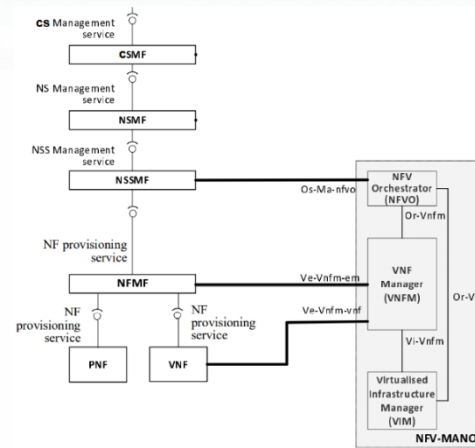 CS Management
service
CSMF
NS Management
service
NSMF
NSS Management
service
NSSMF
Os-Ma-nfvo
NFV
Orchestrator
(NFVO)
Or-Vnfm
NF provisioning
service
NFMF
Ve-Vnfm-em
VNF
Manager
(VNFM)
Or-V
NF
provisioning
service
NF
provisioning
service
Ve-Vnfm-vnf
PNF
VNF
Vi-Vnfm
Virtualised
Infrastructure
Manager
(VIM)
NFV-MANO